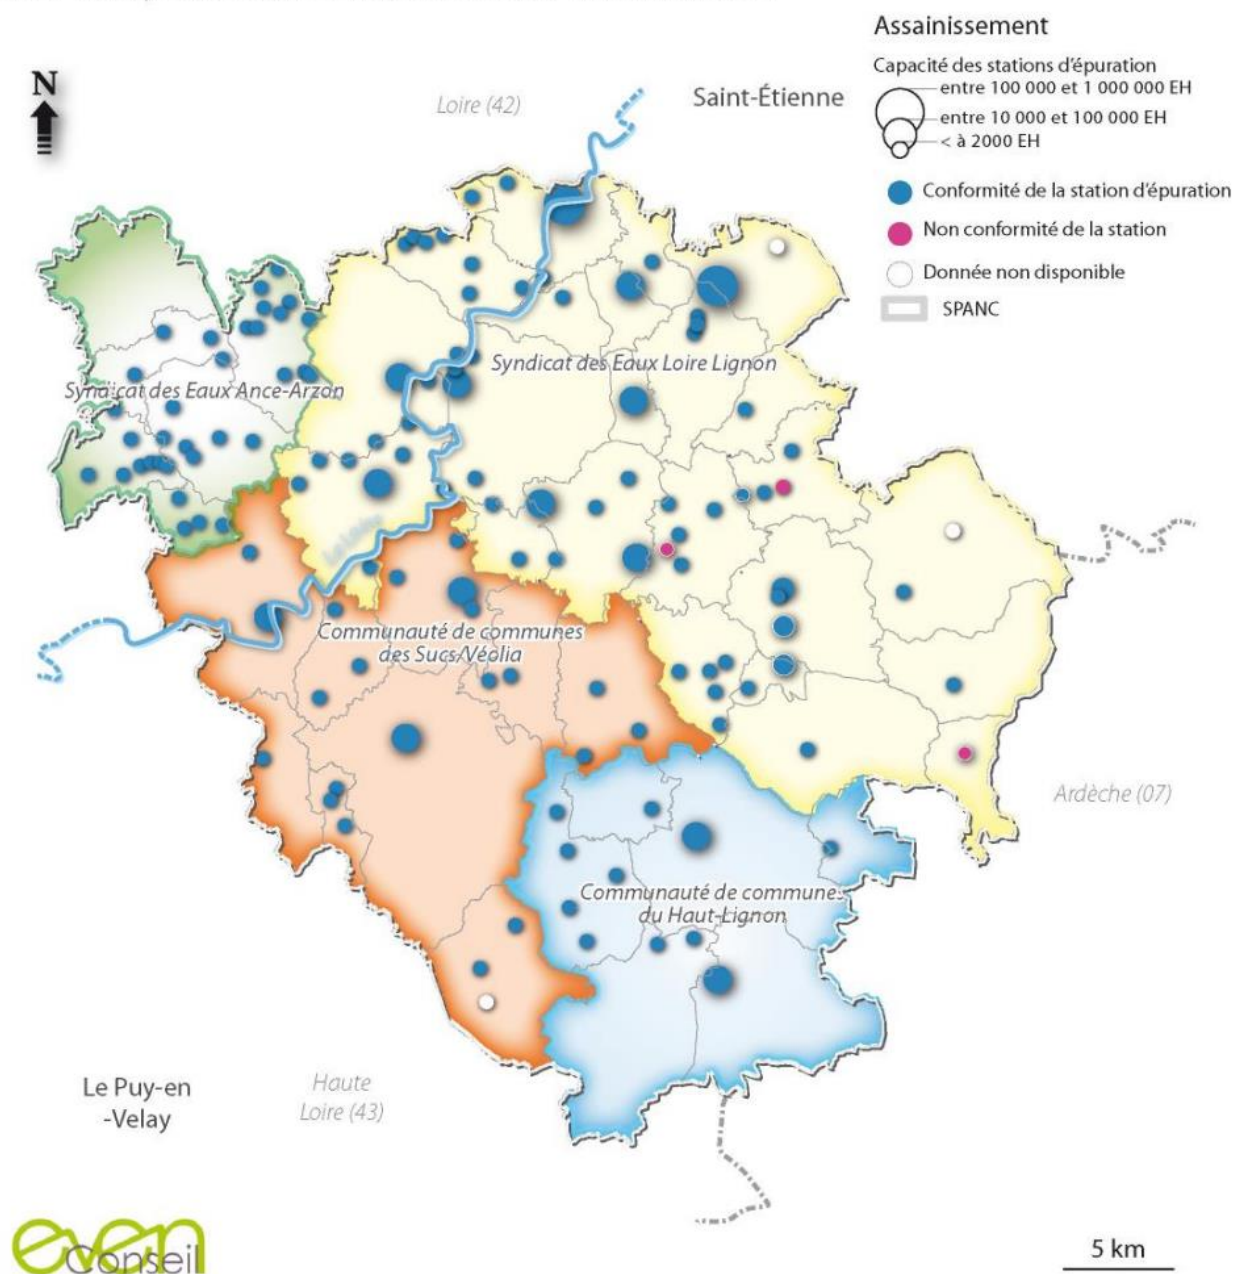 Assainissement
Capacité des stations d'épuration
entre 100 000 et 1 000 000 EH
entre 10 000 et 100 000 EH
< à 2000 EH
Conformité de la station d'épuration
Non conformité de la station
Donnée non disponible
SPANC
N
Loire (42)
Saint-Étienne
Syndicat des Eaux Loire Lignon
Syndicat des Eaux Ance-Arzon
La Loire
Communauté de communes
des Sucs/Véolia
Ardèche (07)
Communauté de communes
du Haut-Lignon
Le Puy-en
-Velay
Haute
Loire (43)
even
Conseil
5 km